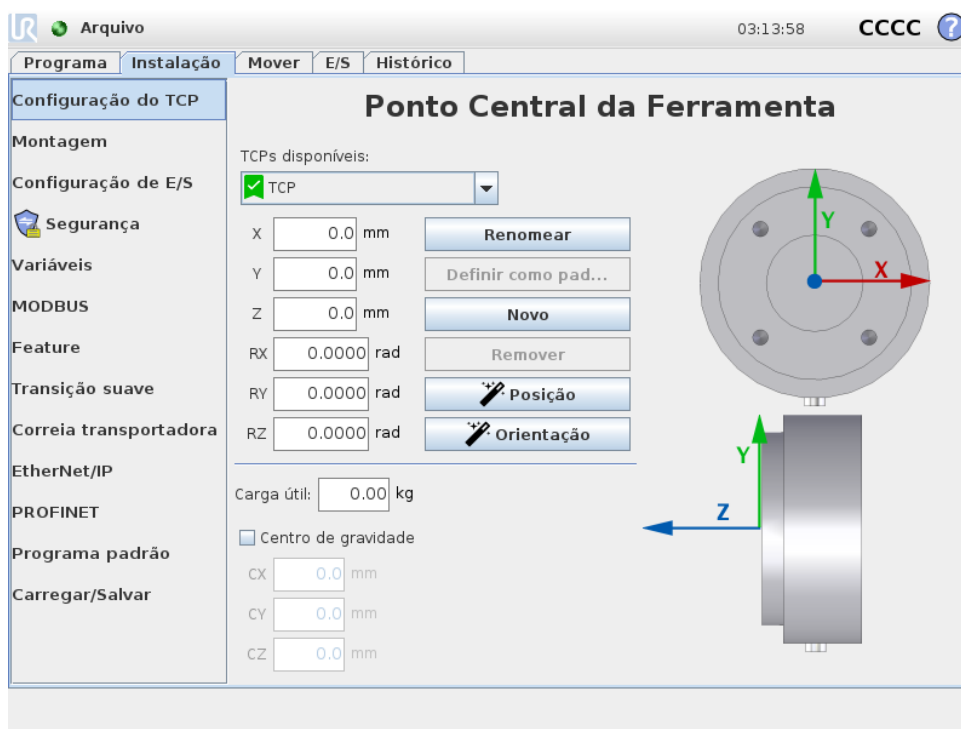 UR Arquivo 03:13:58 CCCC ?
Programa Instalação Mover E/S Histórico
Configuração do TCP
Montagem
Configuração de E/S
Segurança
Variáveis
MODBUS
Feature
Transição suave
Correia transportadora
EtherNet/IP
PROFINET
Programa padrão
Carregar/Salvar
Ponto Central da Ferramenta
TCPs disponíveis:
TCP
X 0.0 mm Renomear
Y 0.0 mm Definir como pad...
Z 0.0 mm Novo
RX 0.0000 rad Remover
RY 0.0000 rad Posição
RZ 0.0000 rad Orientação
Carga útil: 0.00 kg
Centro de gravidade
CX 0.0 mm
CY 0.0 mm
CZ 0.0 mm
Y
X
Y
Z